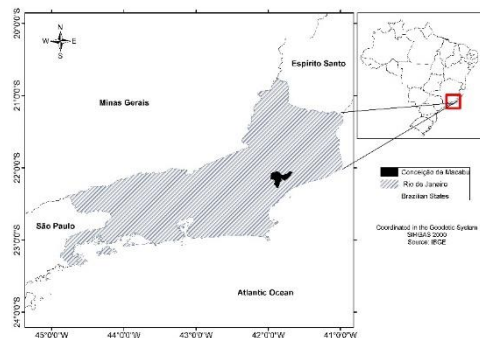 N
W E
S
Espírito Santo
Minas Gerais
São Paulo
Atlantic Ocean
20°0'0"S
21°0'0"S
22°0'0"S
23°0'0"S
24°0'0"S
45°0'0"W
44°0'0"W
43°0'0"W
42°0'0"W
41°0'0"W
Conceição da Macabu
Rio do Janeiro
Brazilian States
Coordinated in the Geodetic System
2000
Source: IBGE